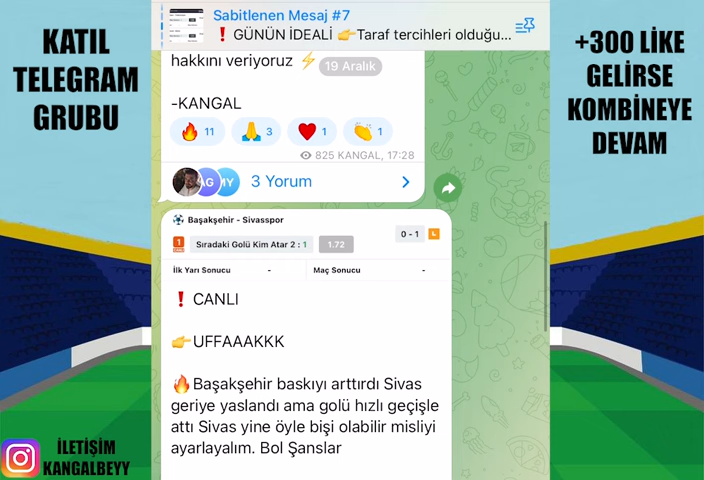 KATIL
TELEGRAM
GRUBU
+300 LİKE
GELİRSE
KOMBİNEYE
DEVAM
Sabitlenen Mesaj #7
❗ GÜNÜN İDEALİ 👉Taraf tercihleri olduğu...
hakkını veriyoruz ⚡
19 Aralık
-KANGAL
🔥 11 🙏 3 ❤️ 1 👏 1
825 KANGAL, 17:28
AG
MY
3 Yorum
Başakşehir - Sivasspor
0 - 1
L
1
Sıradaki Golü Kim Atar 2 : 1
1.72
İlk Yarı Sonucu - Maç Sonucu -
❗ CANLI
👉UFFAAAKKK
🔥Başakşehir baskıyı arttırdı Sivas
geriye yaslandı ama golü hızlı geçişle
attı Sivas yine öyle bişi olabilir misliyi
ayarlayalım. Bol Şanslar
İLETİŞİM
KANGALBEYY